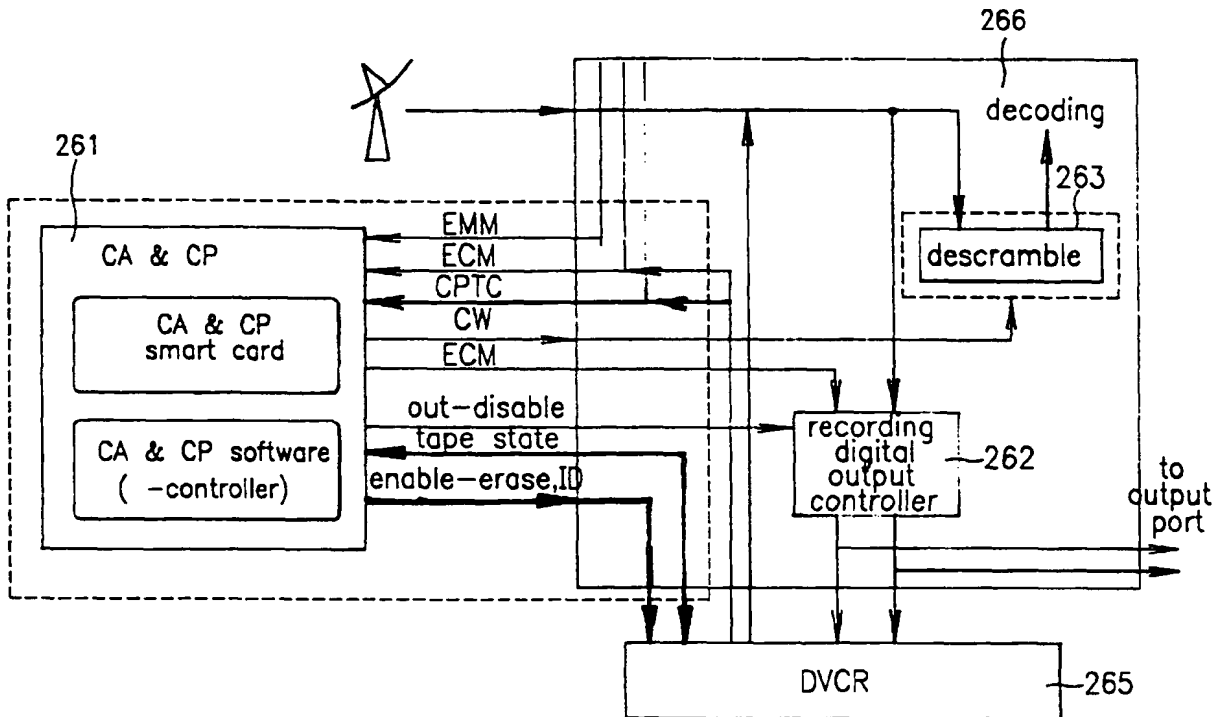 266
decoding
261
263
EMM
CA & CP
ECM
descramble
CPTC
CA & CP
smart card
CW
ECM
out-disable
recording
digital
output
controller
tape state
CA & CP software
( -controller)
262
enable-erase,ID
to
output
port
DVCR
265